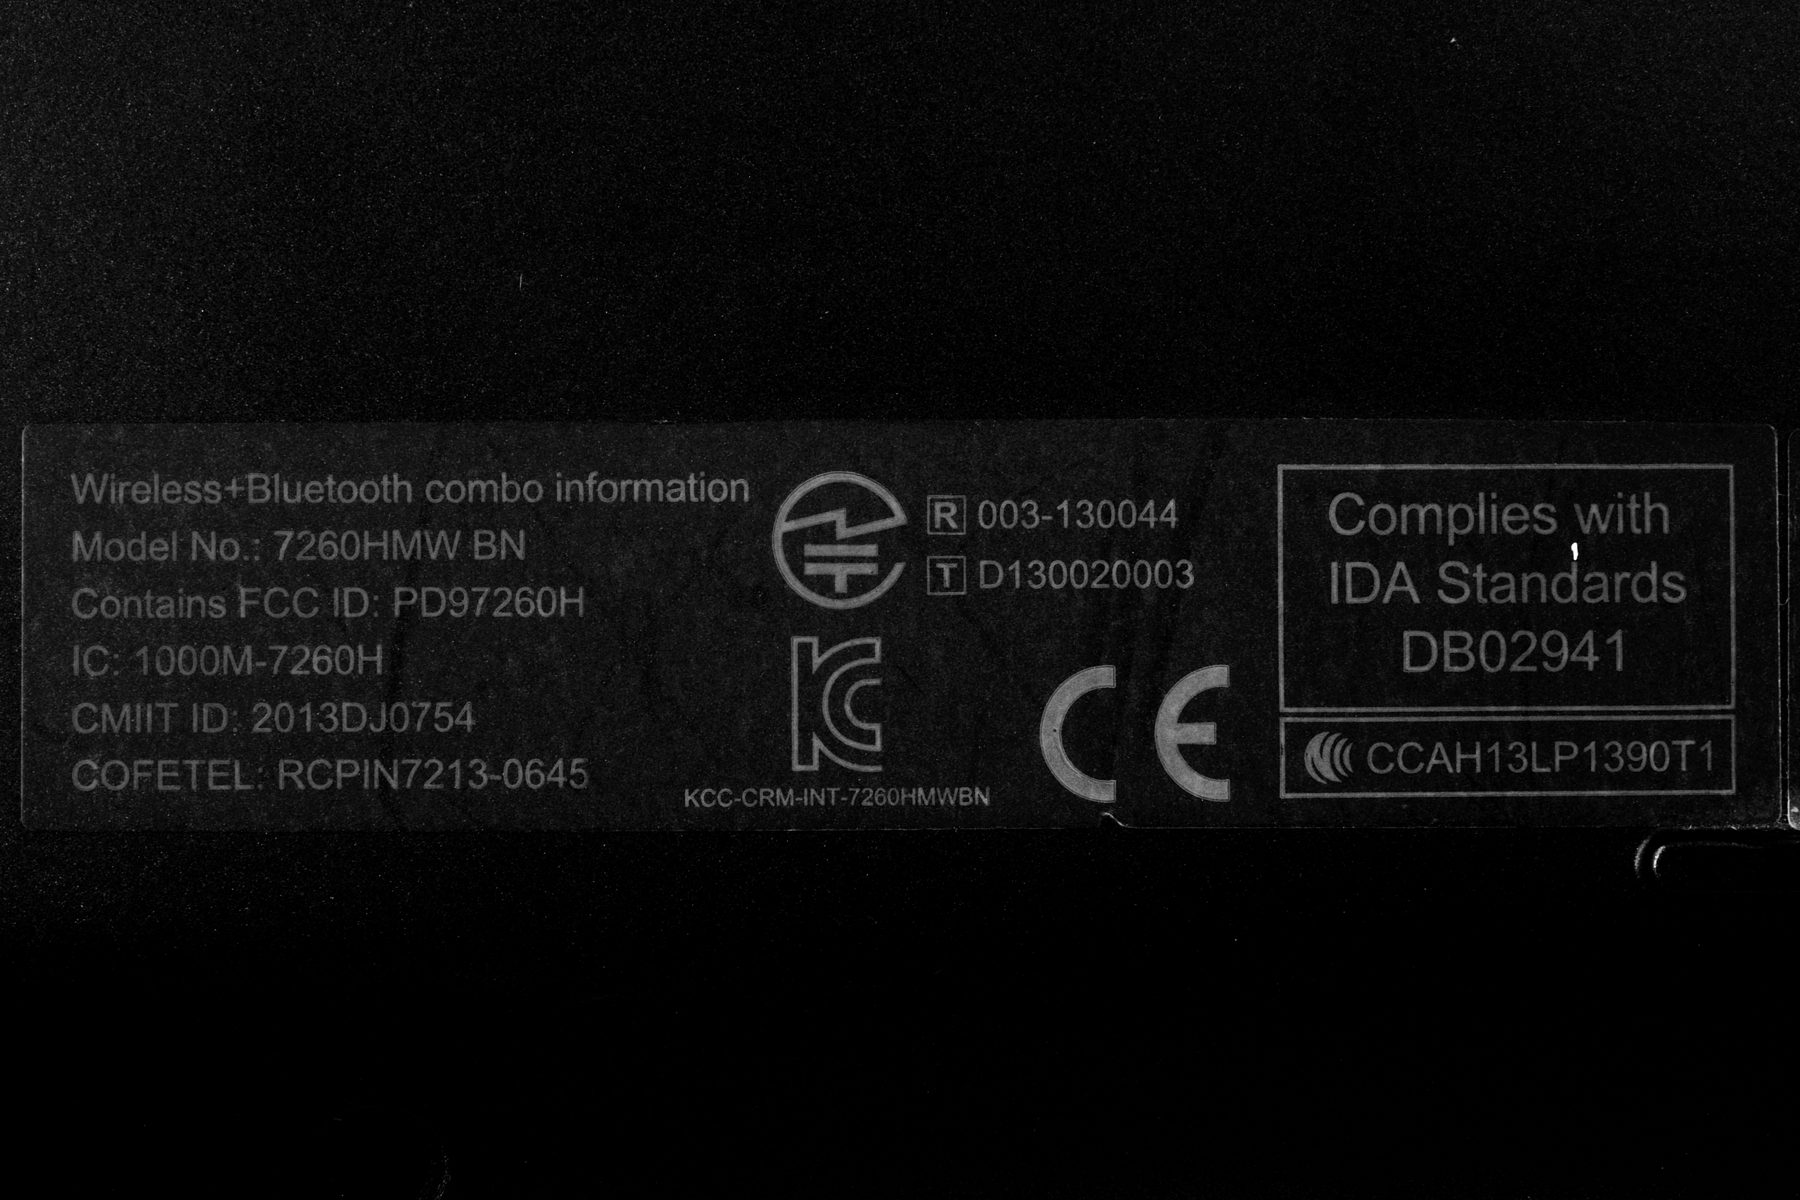 Wireless+Bluetooth combo information
Model No.: 7260HMW BN
Contains FCC ID: PD97260H
IC: 1000M-7260H
CMIIT ID: 2013DJ0754
COFETEL: RCPIN7213-0645
R 003-130044
T D130020003
KC
KCC-CRM-INT-7260HMWBN
CE
Complies with
IDA Standards
DB02941
CCAH13LP1390T1